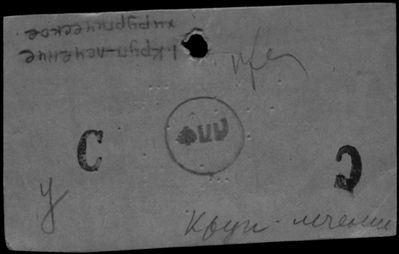 1. Круп-лечение
хирургическое.
С
С
у
Круп-лечение